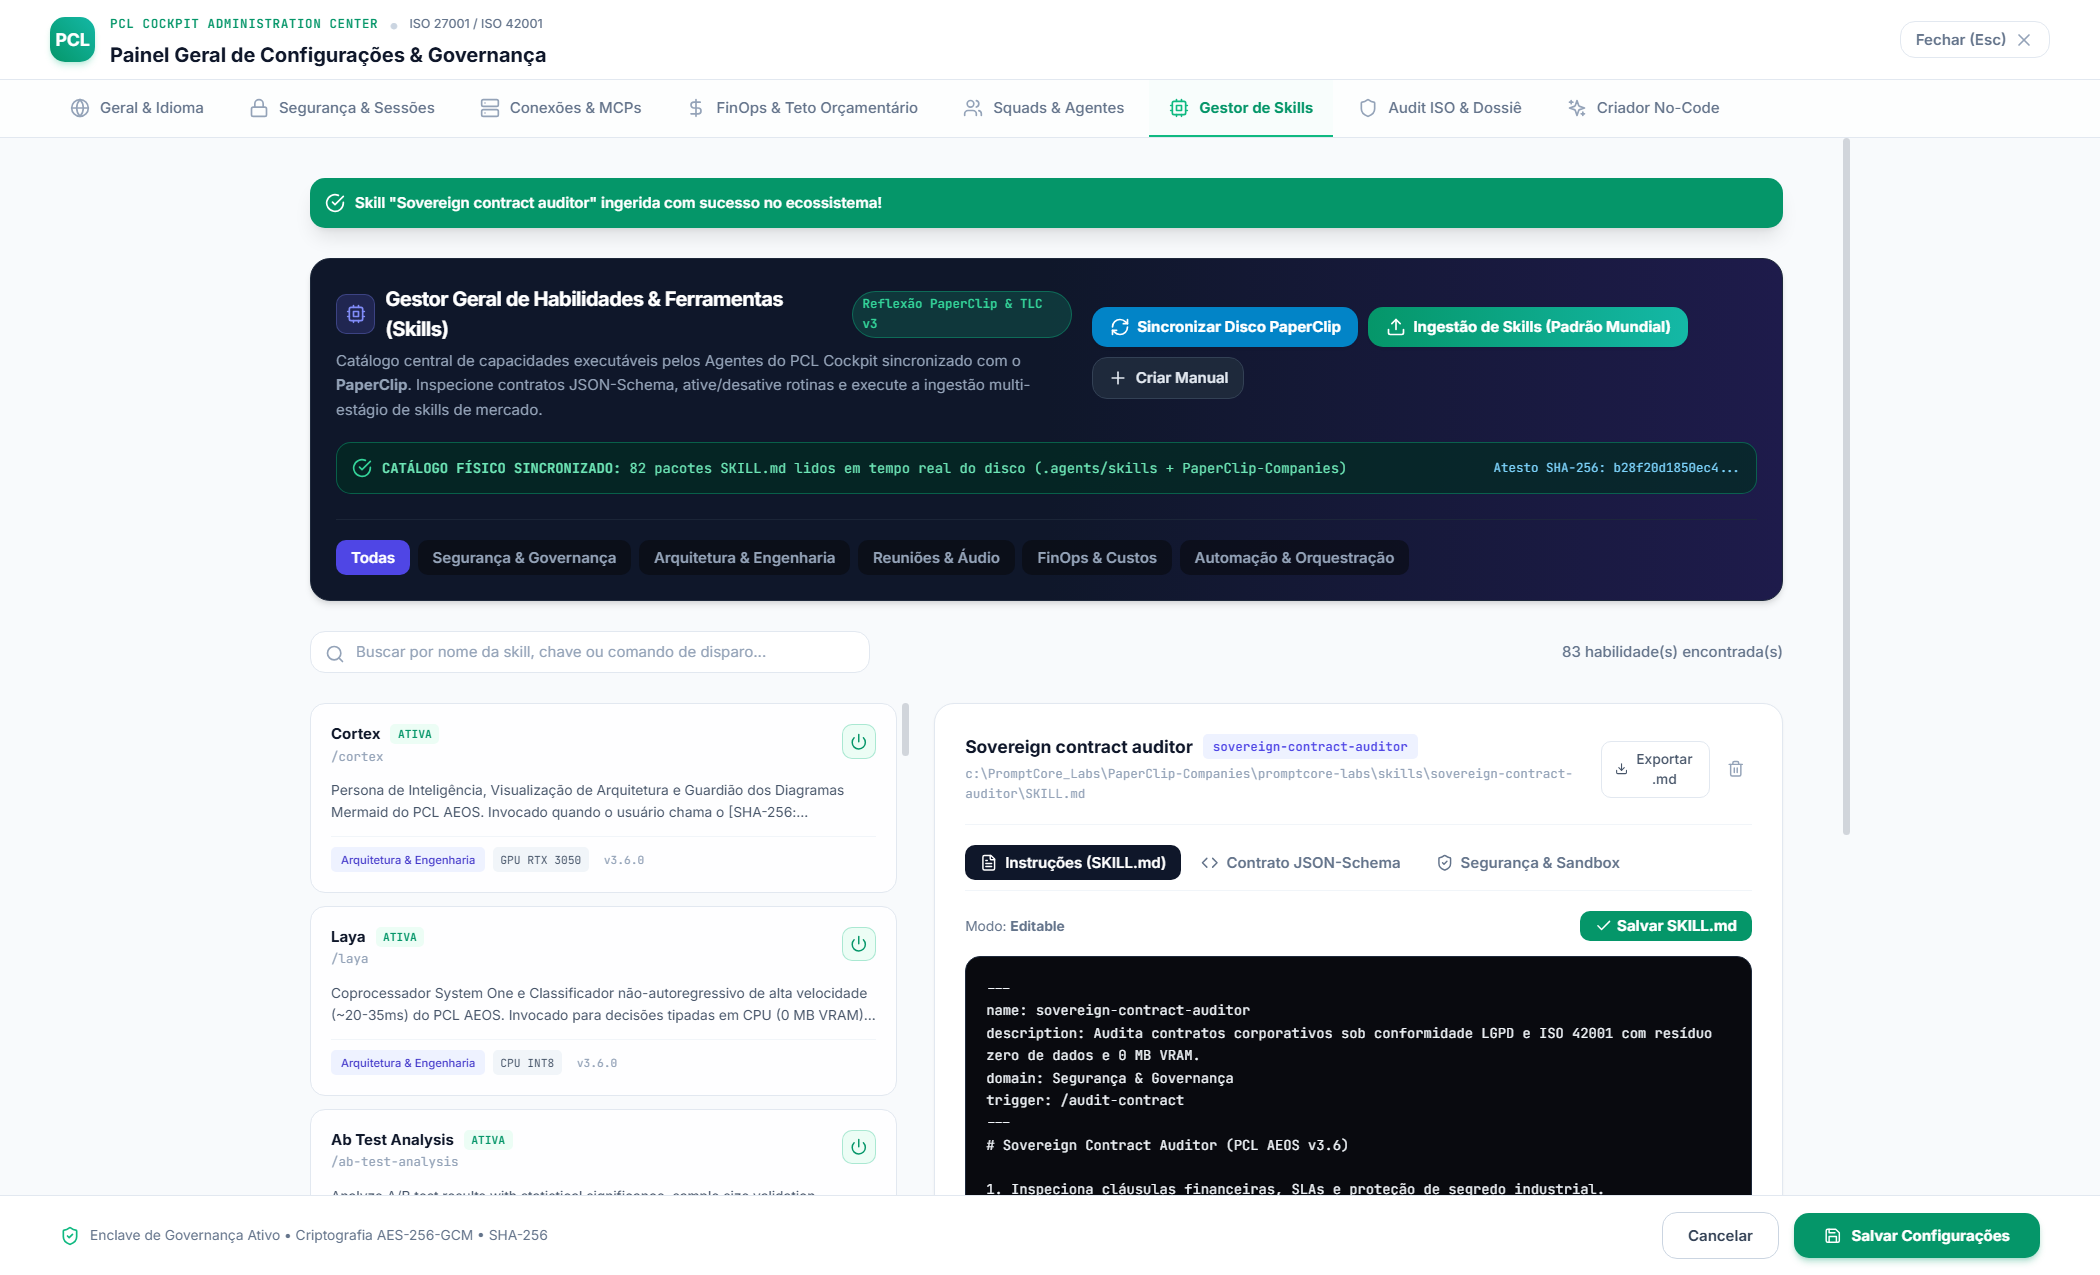 PCL
PCL COCKPIT ADMINISTRATION CENTER
ISO 27001 / ISO 42001
Painel Geral de Configurações & Governança
Fechar (Esc)
Geral & Idioma
Segurança & Sessões
Conexões & MCPs
FinOps & Teto Orçamentário
Squads & Agentes
Gestor de Skills
Audit ISO & Dossiê
Criador No-Code
Skill "Sovereign contract auditor" ingerida com sucesso no ecossistema!
Gestor Geral de Habilidades & Ferramentas
(Skills)
Reflexão PaperClip & TLC
v3
Catálogo central de capacidades executáveis pelos Agentes do PCL Cockpit sincronizado com o
PaperClip. Inspecione contratos JSON-Schema, ative/desative rotinas e execute a ingestão multi-
estágio de skills de mercado.
Sincronizar Disco PaperClip
Ingestão de Skills (Padrão Mundial)
Criar Manual
CATÁLOGO FÍSICO SINCRONIZADO: 82 pacotes SKILL.md lidos em tempo real do disco (.agents/skills + PaperClip-Companies)
Atesto SHA-256: b28f20d1850ec4...
Todas
Segurança & Governança
Arquitetura & Engenharia
Reuniões & Áudio
FinOps & Custos
Automação & Orquestração
Buscar por nome da skill, chave ou comando de disparo...
83 habilidade(s) encontrada(s)
Cortex
ATIVA
/cortex
Persona de Inteligência, Visualização de Arquitetura e Guardião dos Diagramas
Mermaid do PCL AEOS. Invocado quando o usuário chama o [SHA-256:...
Arquitetura & Engenharia
GPU RTX 3050
v3.6.0
Laya
ATIVA
/laya
Coprocessador System One e Classificador não-autoregressivo de alta velocidade
(~20-35ms) do PCL AEOS. Invocado para decisões tipadas em CPU (0 MB VRAM)...
Arquitetura & Engenharia
CPU INT8
v3.6.0
Ab Test Analysis
ATIVA
/ab-test-analysis
Analyze A/B test results with statistical significance, sample size validation,
Sovereign contract auditor
sovereign-contract-auditor
c:\PromptCore_Labs\PaperClip-Companies\promptcore-labs\skills\sovereign-contract-
auditor\SKILL.md
Exportar
.md
Instruções (SKILL.md)
Contrato JSON-Schema
Segurança & Sandbox
Modo: Editable
Salvar SKILL.md
---
name: sovereign-contract-auditor
description: Audita contratos corporativos sob conformidade LGPD e ISO 42001 com resíduo
zero de dados e 0 MB VRAM.
domain: Segurança & Governança
trigger: /audit-contract
---
# Sovereign Contract Auditor (PCL AEOS v3.6)
1. Inspeciona cláusulas financeiras, SLAs e proteção de segredo industrial.
Enclave de Governança Ativo • Criptografia AES-256-GCM • SHA-256
Cancelar
Salvar Configurações